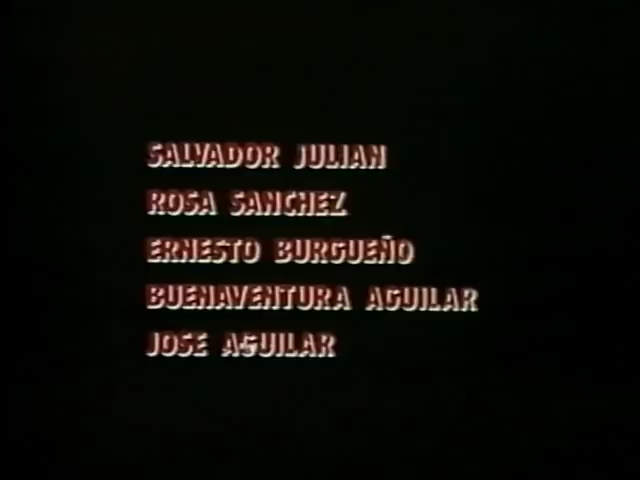 SALVADOR JULIAN
ROSA SANCHEZ
ERNESTO BURGUEÑO
BUENAVENTURA AGUILAR
JOSE AGUILAR